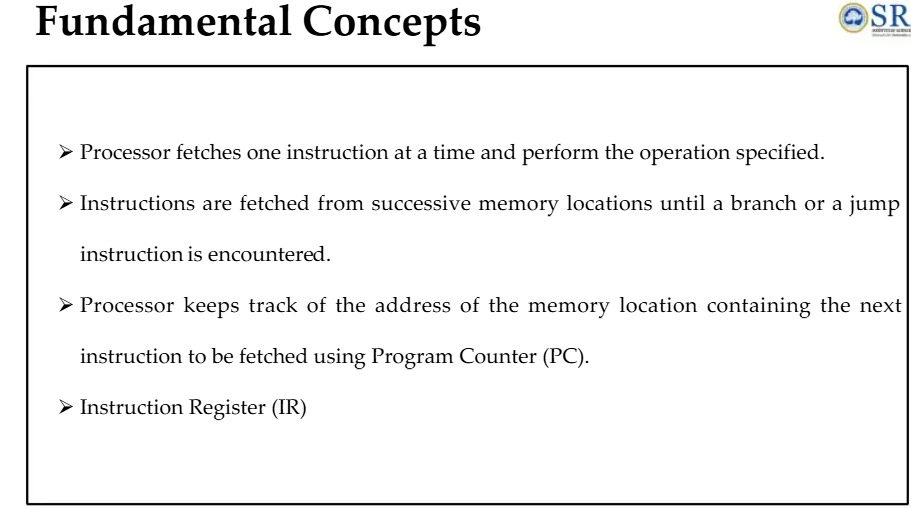 Fundamental Concepts
SR
➢ Processor fetches one instruction at a time and perform the operation specified.
➢ Instructions are fetched from successive memory locations until a branch or a jump
instruction is encountered.
➢ Processor keeps track of the address of the memory location containing the next
instruction to be fetched using Program Counter (PC).
➢ Instruction Register (IR)